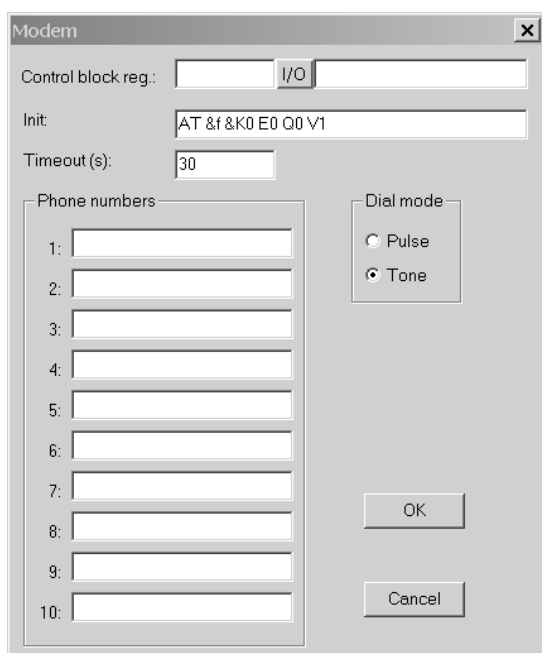 Modem
Control block reg.: I/O
Init: AT &f &K0 E0 Q0 V1
Timeout (s): 30
Phone numbers
1:
2:
3:
4:
5:
6:
7:
8:
9:
10:
Dial mode
Pulse
Tone
OK
Cancel